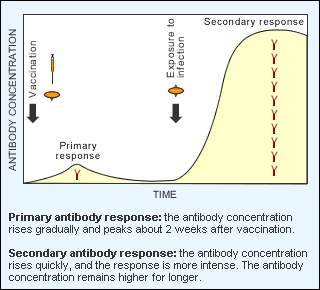 Secondary response
Exposure to
infection
Vaccination
ANTIBODY CONCENTRATION
Primary
response
TIME
Primary antibody response: the antibody concentration
rises gradually and peaks about 2 weeks after vaccination.
Secondary antibody response: the antibody concentration
rises quickly, and the response is more intense. The antibody
concentration remains higher for longer.